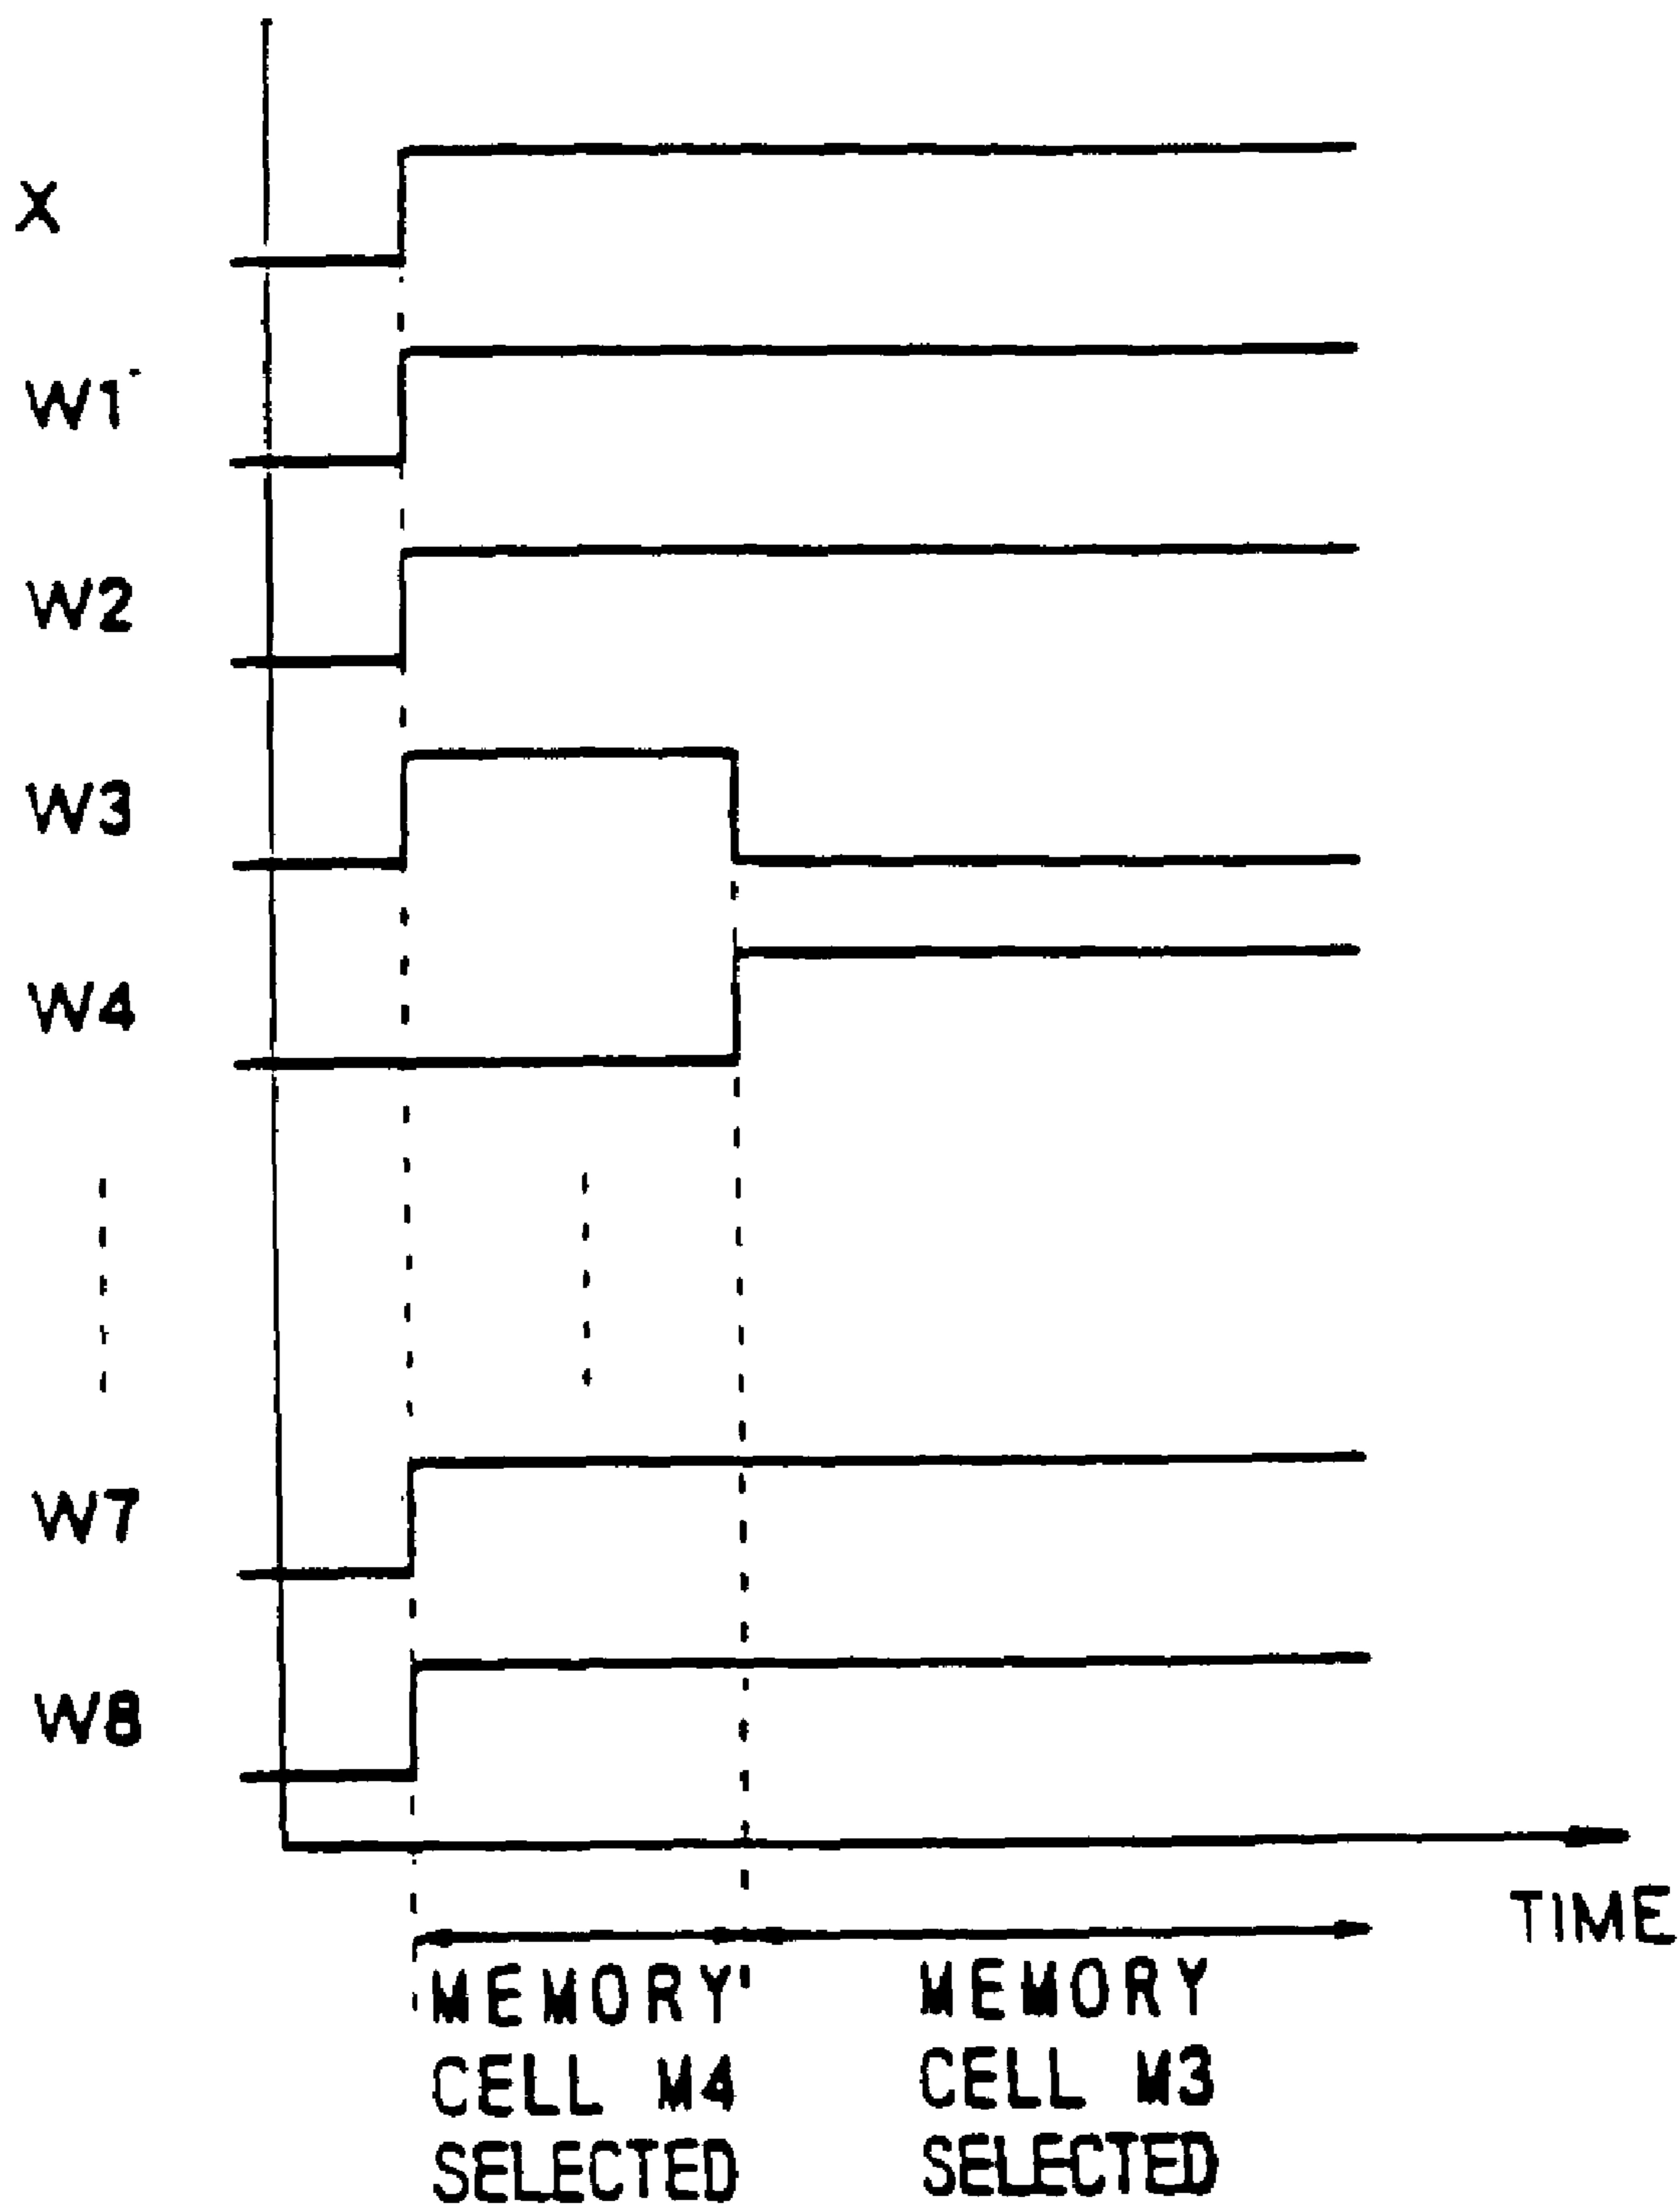 X
W1
W2
W3
W4
W7
W8
TIME
MEMORY
CELL M4
SELECTED
MEMORY
CELL M3
SELECTED